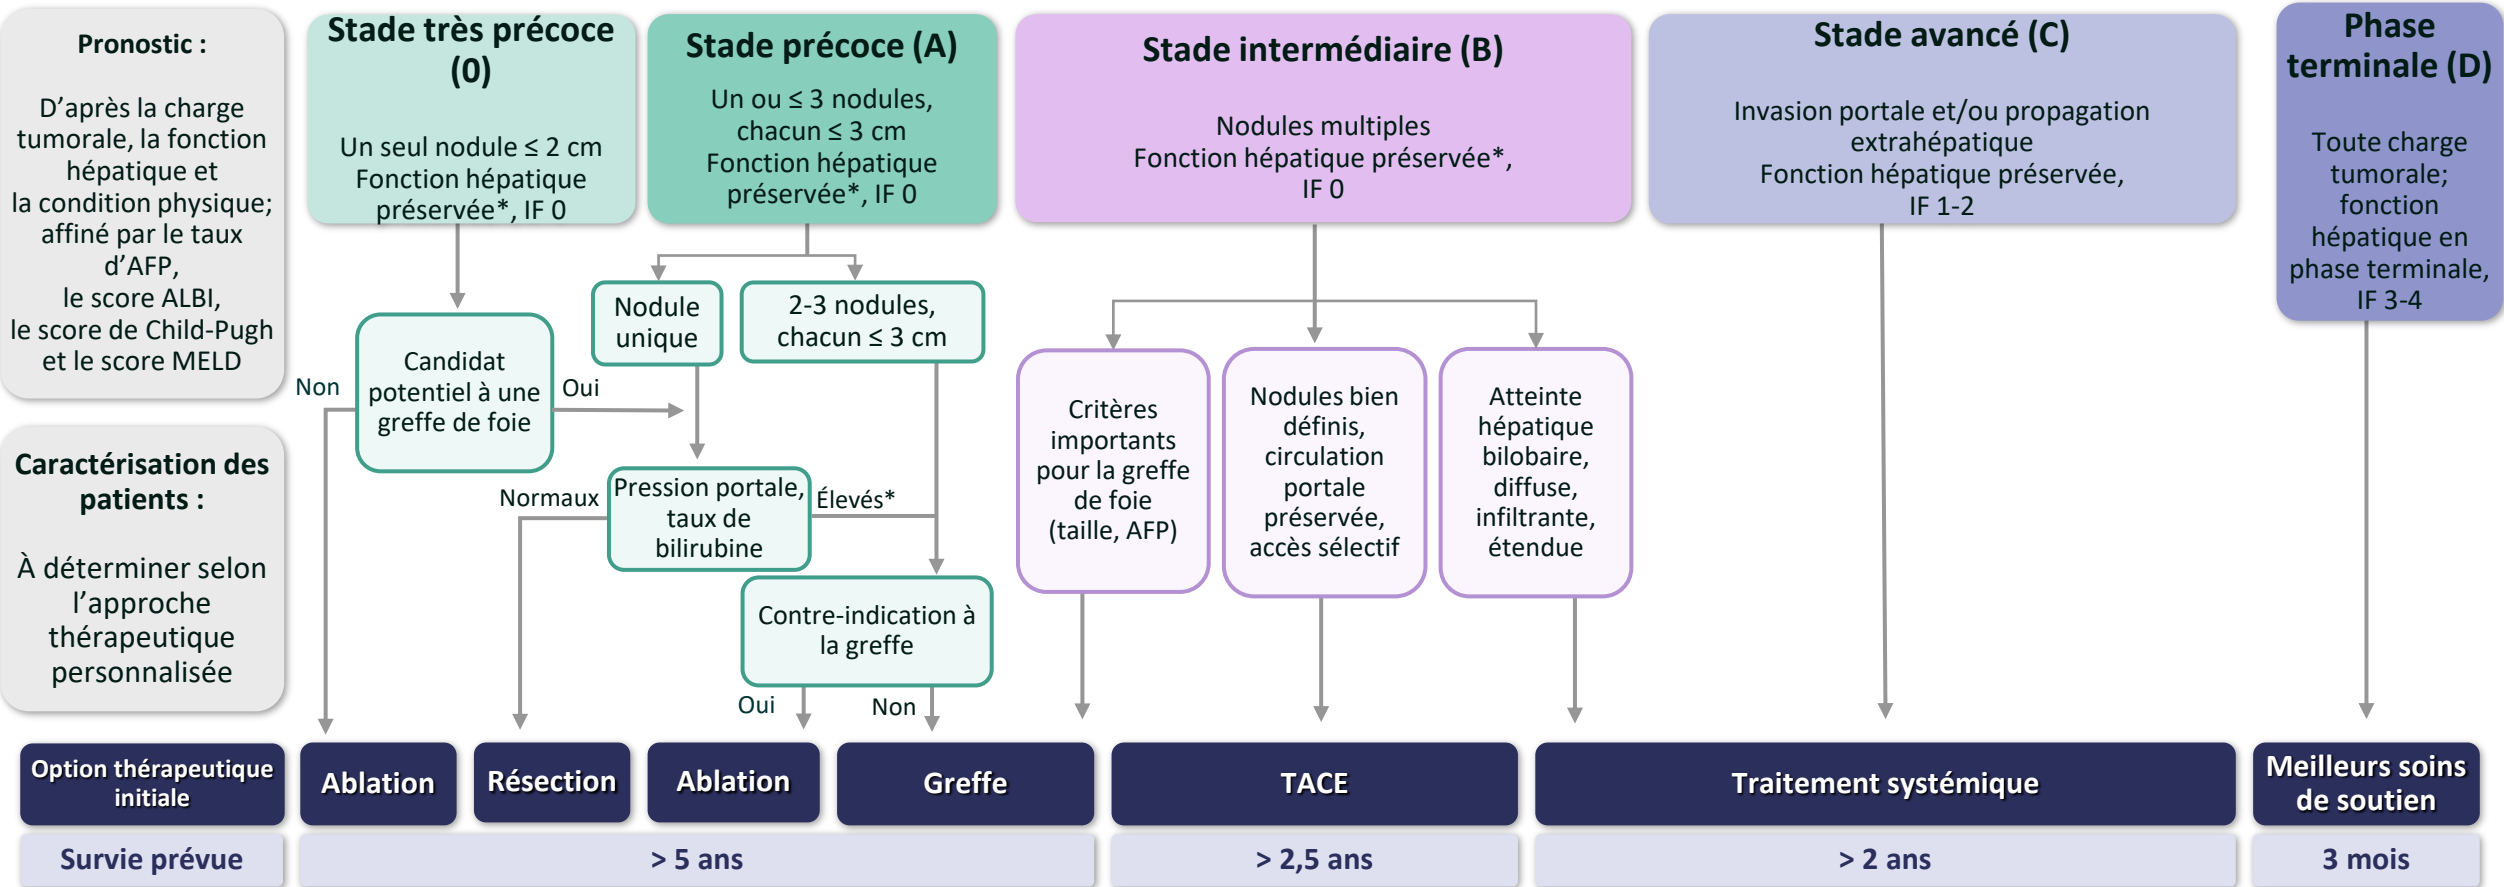 Pronostic :
D’après la charge
tumorale, la fonction
hépatique et
la condition physique;
affiné par le taux
d’AFP,
le score ALBI,
le score de Child-Pugh
et le score MELD
Caractérisation des
patients :
À déterminer selon
l’approche
thérapeutique
personnalisée
Stade très précoce
(0)
Un seul nodule ≤ 2 cm
Fonction hépatique
préservée*, IF 0
Stade précoce (A)
Un ou ≤ 3 nodules,
chacun ≤ 3 cm
Fonction hépatique
préservée*, IF 0
Stade intermédiaire (B)
Nodules multiples
Fonction hépatique préservée*,
IF 0
Stade avancé (C)
Invasion portale et/ou propagation
extrahépatique
Fonction hépatique préservée,
IF 1-2
Phase
terminale (D)
Toute charge
tumorale;
fonction
hépatique en
phase terminale,
IF 3-4
Candidat
potentiel à une
greffe de foie
Non
Oui
Nodule
unique
2-3 nodules,
chacun ≤ 3 cm
Normaux
Pression portale,
taux de
bilirubine
Élevés*
Contre-indication à
la greffe
Oui
Non
Critères
importants
pour la greffe
de foie
(taille, AFP)
Nodules bien
définis,
circulation
portale
préservée,
accès sélectif
Atteinte
hépatique
bilobaire,
diffuse,
infiltrante,
étendue
Option thérapeutique
initiale
Ablation
Résection
Ablation
Greffe
TACE
Traitement systémique
Meilleurs soins
de soutien
Survie prévue
> 5 ans
> 2,5 ans
> 2 ans
3 mois